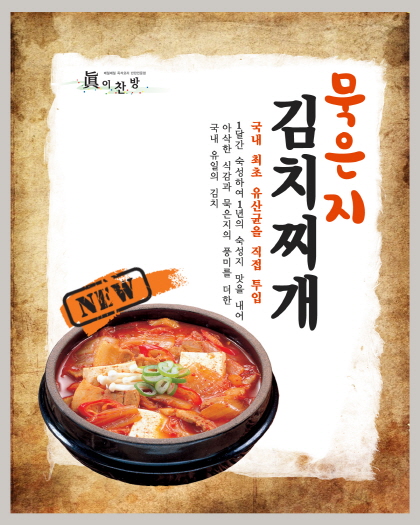 眞이찬방
묵은지
김치찌개
국내 최초 유산균을 직접 투입
1달간 숙성하여 1년의 숙성지 맛을 내어
아삭한 식감과 묵은지의 풍미를 더한
국내 유일의 김치
NEW